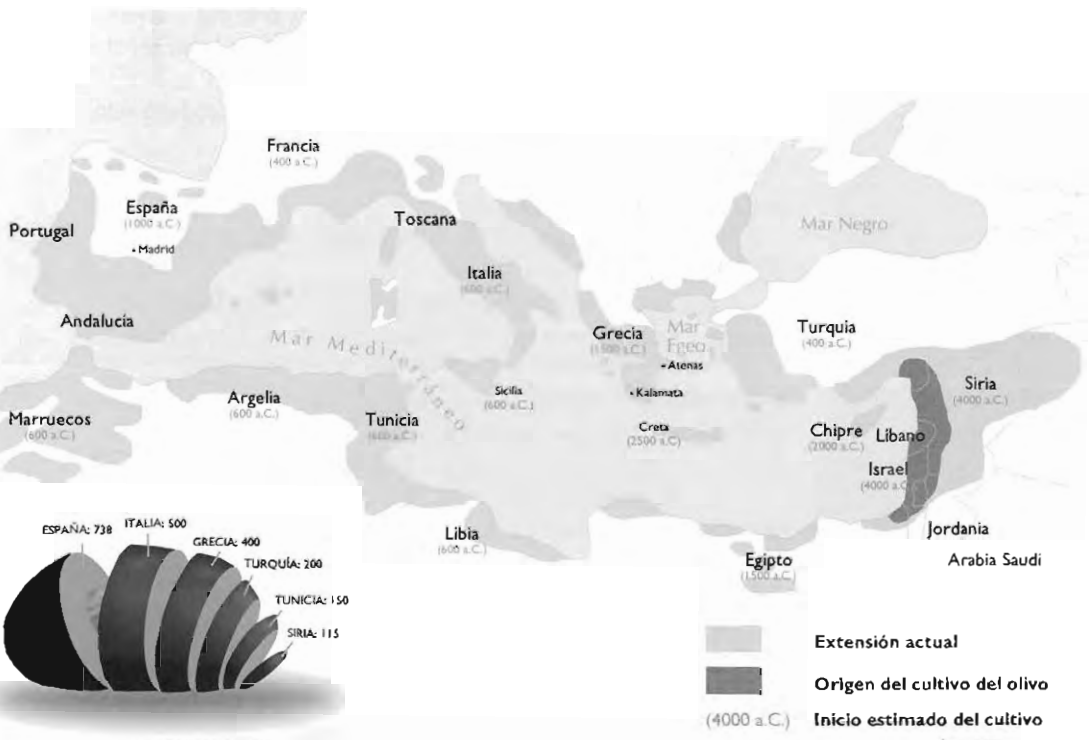 Francia
(400 a.C.)
España
(1000 a.C.)
Madrid
Portugal
Toscana
Mar Negro
Italia
(600 a.C.)
Andalucía
Mar Mediterráneo
Grecia
(1500 a.C.)
Mar
Egeo
Atenas
Turquia
(400 a.C.)
Argelia
(600 a.C.)
Sicilia
(600 a.C.)
Kalamata
Siria
(4000 a.C.)
Marruecos
(600 a.C.)
Tunicia
(600 a.C.)
Creta
(2500 a.C)
Chipre
(2000 a.C.)
Líbano
Israel
(4000 a.C
Libia
(600 a.C.)
Jordania
Egipto
(1500 a.C.)
Arabia Saudi
ESPAÑA: 738
ITALIA: 500
GRECIA: 400
TURQUÍA: 200
TUNICIA: 150
SIRIA: 115
Extensión actual
Origen del cultivo del olivo
(4000 a.C.) Inicio estimado del cultivo